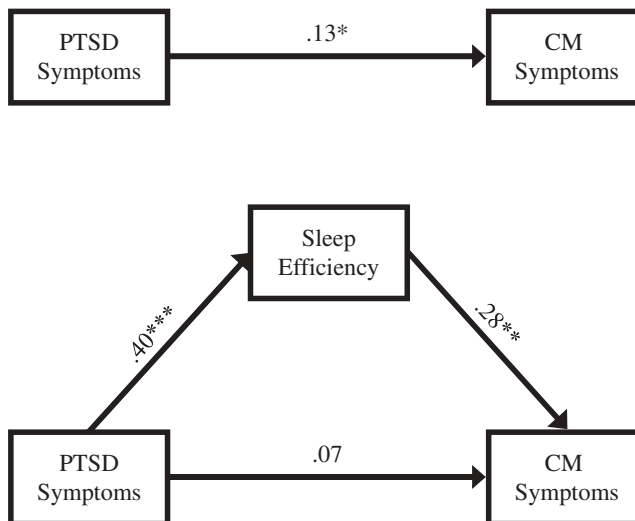 PTSD
Symptoms
.13*
CM
Symptoms
Sleep
Efficiency
.40***
.28**
PTSD
Symptoms
.07
CM
Symptoms